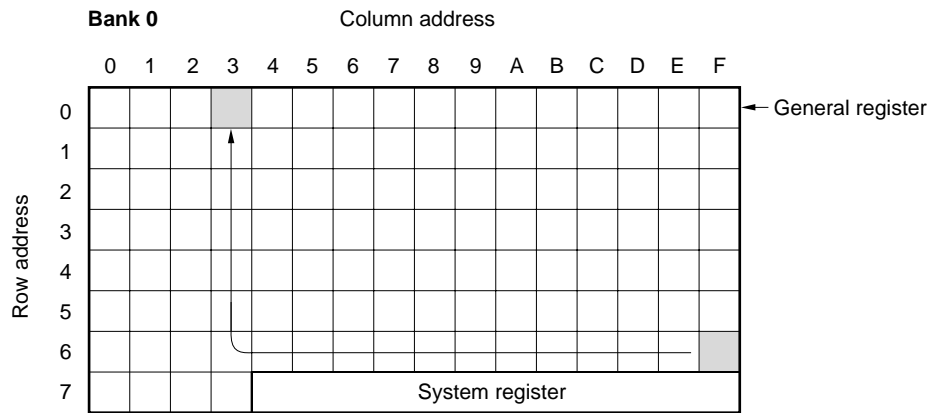 Bank 0 Column address
0 1 2 3 4 5 6 7 8 9 A B C D E F
0 General register
1
2
3
4
5
6
7 System register
Row address